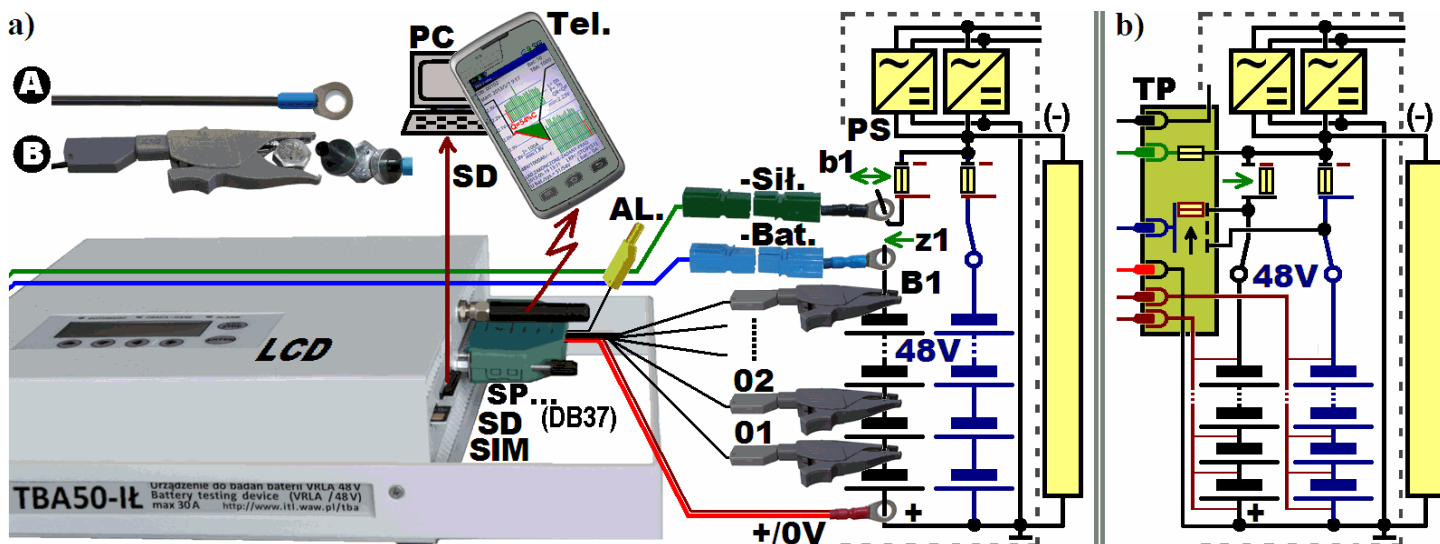 a)
PC
Tel.
A
B
SD
PS
b1
(-)
-Sił.
AL.
-Bat.
z1
B1
LCD
48V
02
01
SP...
(DB37)
SD
SIM
TBA50-IŁ
Urządzenie do badan baterii VRLA 48 V
Battery testing device (VRLA /48V)
max 30A http://www.itl.waw.pl/tba
+/0V
+
b)
TP
(-)
48V
+